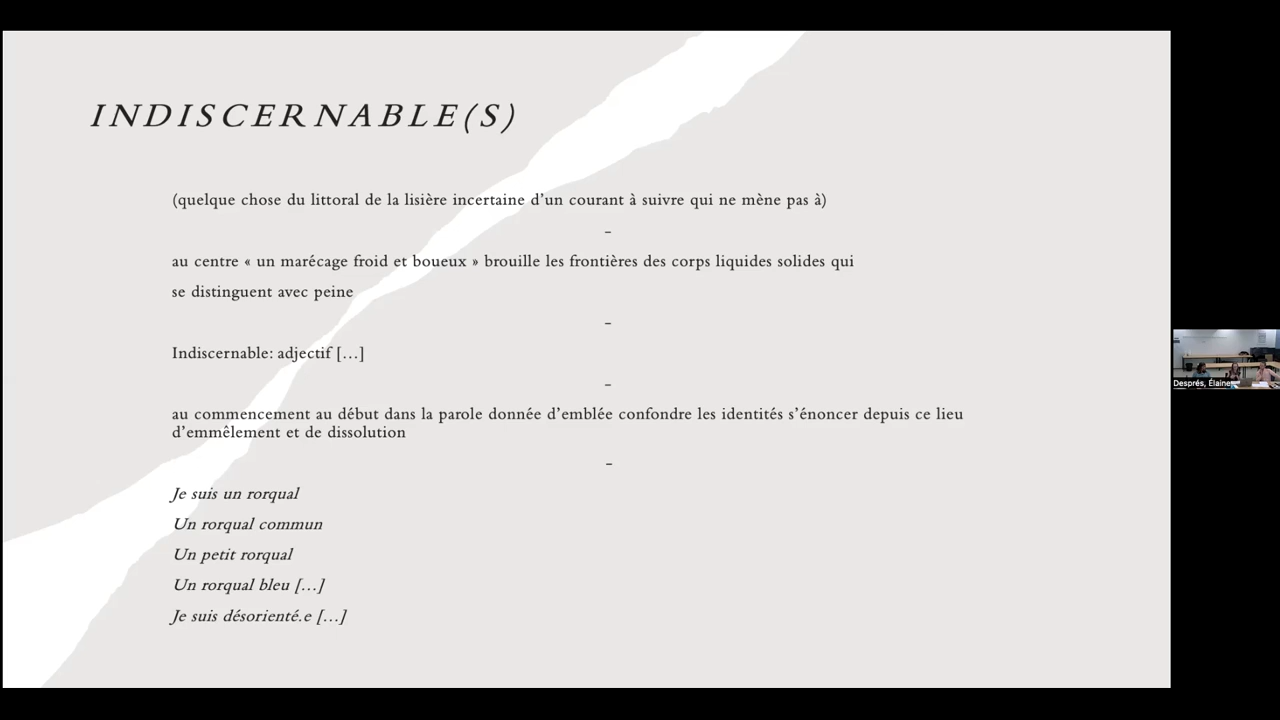 INDISCERNABLE(S)
(quelque chose du littoral de la lisière incertaine d’un courant à suivre qui ne mène pas à)
–
au centre « un marécage froid et boueux » brouille les frontières des corps liquides solides qui
se distinguent avec peine
–
Indiscernable: adjectif […]
–
au commencement au début dans la parole donnée d’emblée confondre les identités s’énoncer depuis ce lieu
d’emmêlement et de dissolution
–
Je suis un rorqual
Un rorqual commun
Un petit rorqual
Un rorqual bleu […]
Je suis désorienté.e […]
Després, Élaine